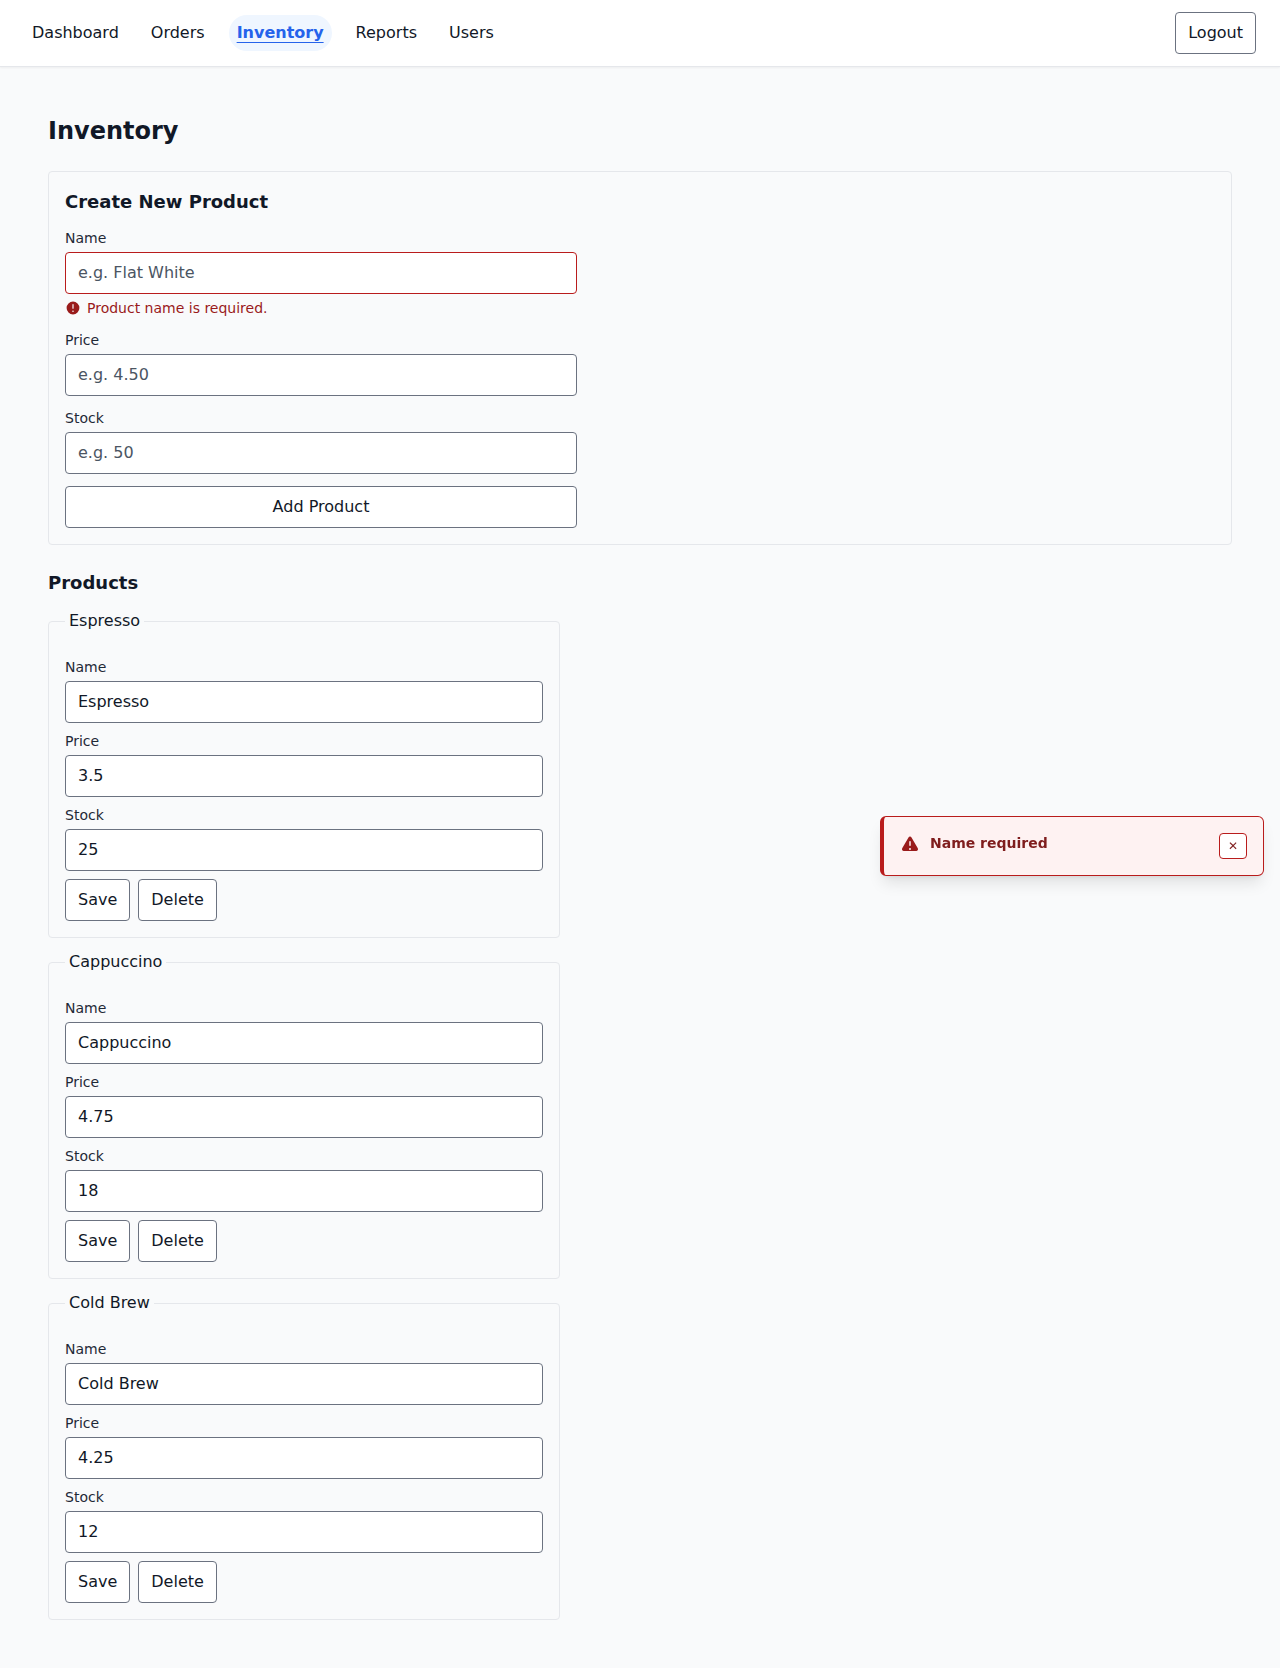 Dashboard Orders Inventory Reports Users Logout
Inventory
Create New Product
Name
e.g. Flat White
Product name is required.
Price
e.g. 4.50
Stock
e.g. 50
Add Product
Products
Espresso
Name
Espresso
Price
3.5
Stock
25
Save Delete
Name required ×
Cappuccino
Name
Cappuccino
Price
4.75
Stock
18
Save Delete
Cold Brew
Name
Cold Brew
Price
4.25
Stock
12
Save Delete